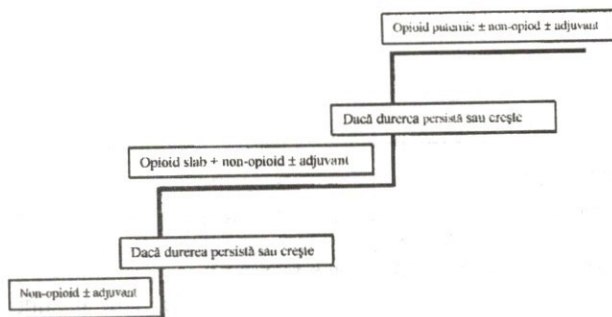 Opioid puternic ± non-opiod ± adjuvant
Dacă durerea persistă sau crește
Opioid slab + non-opioid ± adjuvant
Dacă durerea persistă sau crește
Non-opioid ± adjuvant